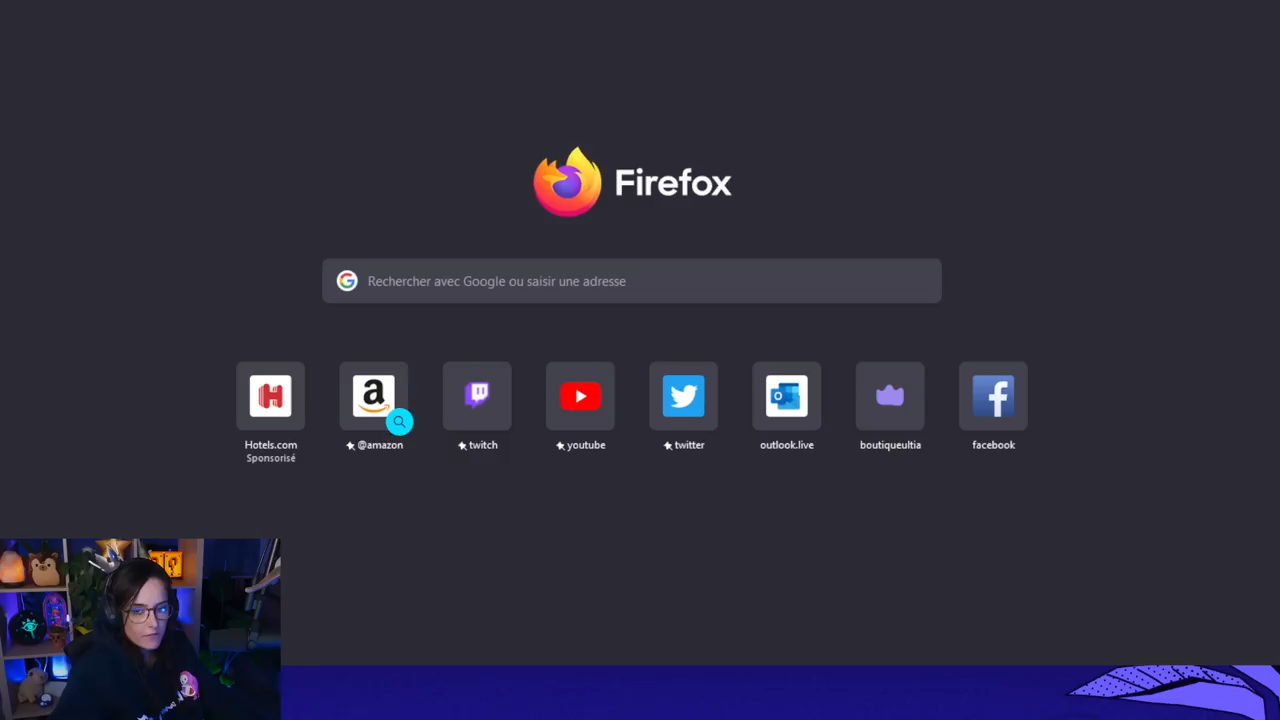 Firefox
Rechercher avec Google ou saisir une adresse
Hotels.com
Sponsorisé
@amazon
twitch
youtube
twitter
outlook.live
boutiqueultia
facebook